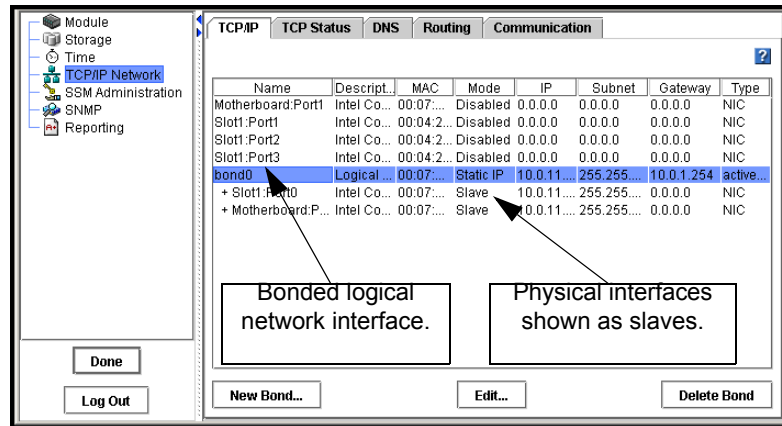 Module
Storage
Time
TCP/IP Network
SSM Administration
SNMP
Reporting
Done
Log Out
TCP/IP TCP Status DNS Routing Communication
?
Name Descript... MAC Mode IP Subnet Gateway Type
Motherboard:Port1 Intel Co... 00:07:... Disabled 0.0.0.0 0.0.0.0 0.0.0.0 NIC
Slot1:Port1 Intel Co... 00:04:2... Disabled 0.0.0.0 0.0.0.0 0.0.0.0 NIC
Slot1:Port2 Intel Co... 00:04:2... Disabled 0.0.0.0 0.0.0.0 0.0.0.0 NIC
Slot1:Port3 Intel Co... 00:04:2... Disabled 0.0.0.0 0.0.0.0 0.0.0.0 NIC
bond0 Logical ... 00:07:... Static IP 10.0.11.... 255.255.... 10.0.1.254 active...
+ Slot1:Port0 Intel Co... 00:07:... Slave 10.0.11.... 255.255.... 0.0.0.0 NIC
+ Motherboard:P... Intel Co... 00:07:... Slave 10.0.11.... 255.255.... 0.0.0.0 NIC
Bonded logical
network interface.
Physical interfaces
shown as slaves.
New Bond... Edit... Delete Bond